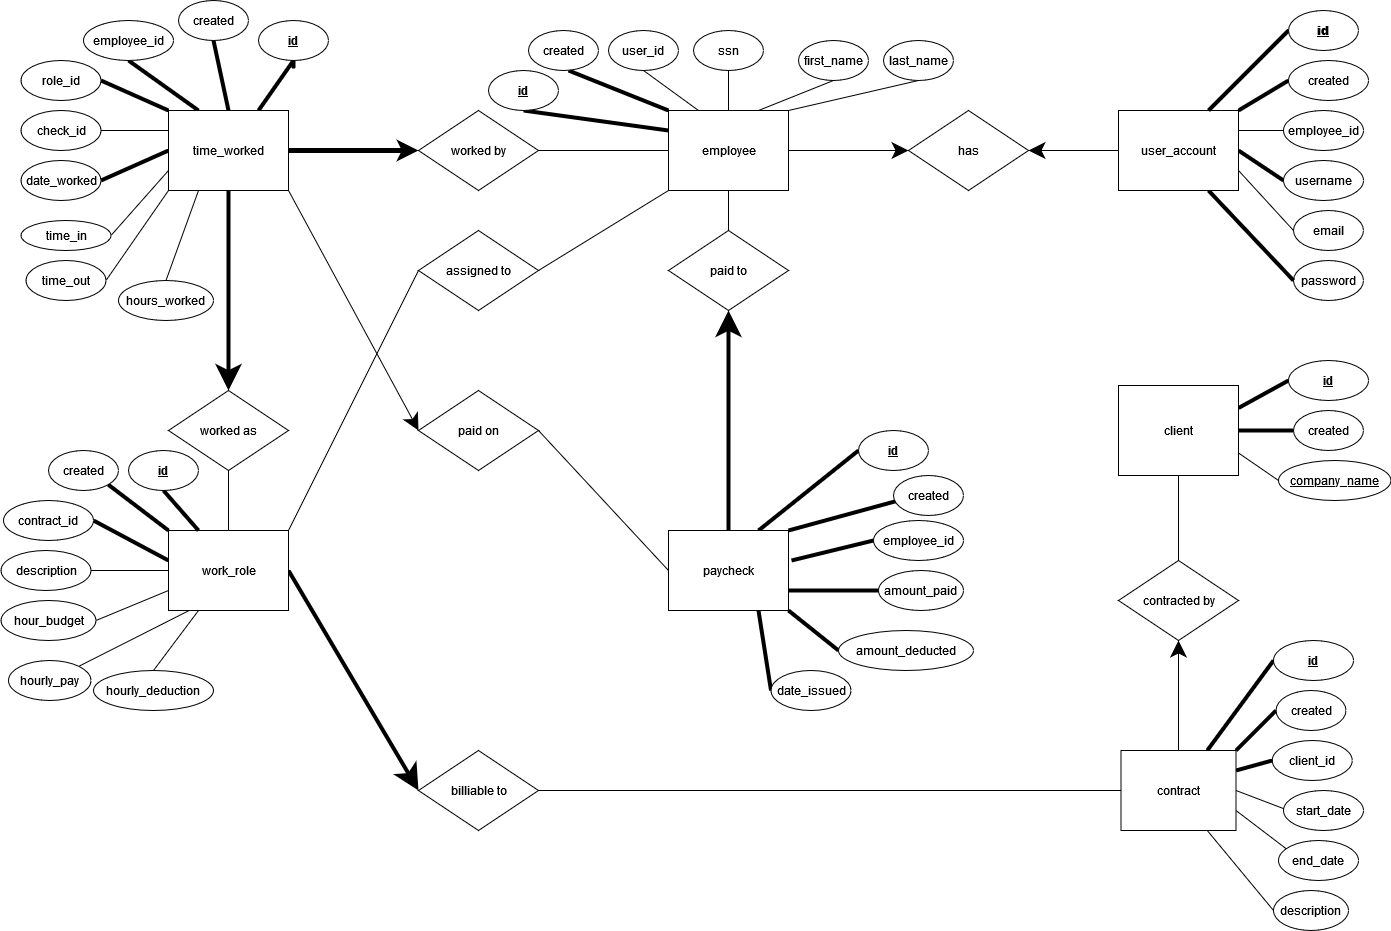 created
employee_id
id
role_id
check_id
date_worked
time_in
time_out
hours_worked
time_worked
worked by
created
user_id
ssn
first_name
last_name
id
employee
has
user_account
id
created
employee_id
username
email
password
assigned to
paid to
worked as
paid on
created
id
contract_id
description
hour_budget
hourly_pay
hourly_deduction
work_role
paycheck
id
created
employee_id
amount_paid
amount_deducted
date_issued
client
id
created
company_name
contracted by
billiable to
contract
id
created
client_id
start_date
end_date
description